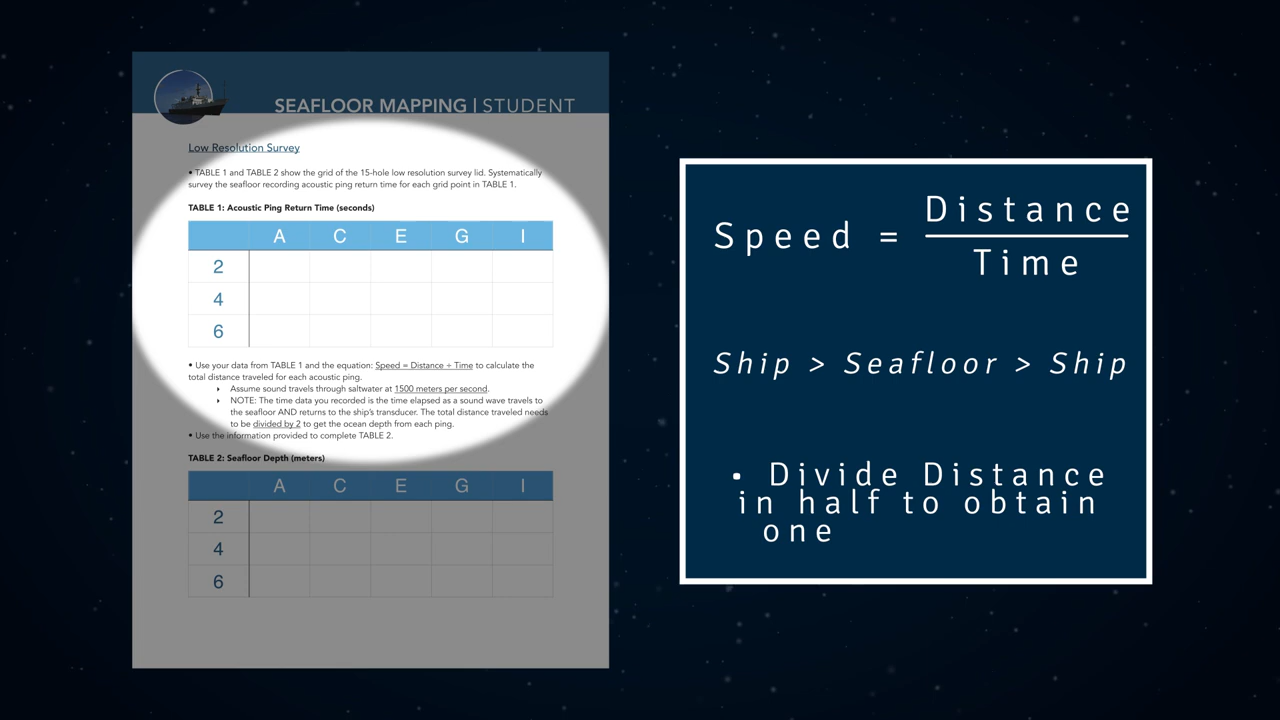 SEAFLOOR MAPPING | STUDENT
Low Resolution Survey
• TABLE 1 and TABLE 2 show the grid of the 15-hole low resolution survey lid. Systematically
survey the seafloor recording acoustic ping return time for each grid point in TABLE 1.
TABLE 1: Acoustic Ping Return Time (seconds)
A C E G I
2
4
6
• Use your data from TABLE 1 and the equation: Speed = Distance ÷ Time to calculate the
total distance traveled for each acoustic ping.
‣ Assume sound travels through saltwater at 1500 meters per second.
‣ NOTE: The time data you recorded is the time elapsed as a sound wave travels to
the seafloor AND returns to the ship's transducer. The total distance traveled needs
to be divided by 2 to get the ocean depth from each ping.
• Use the information provided to complete TABLE 2.
TABLE 2: Seafloor Depth (meters)
A C E G I
2
4
6
Speed = Distance
Time
Ship > Seafloor > Ship
• Divide Distance
in half to obtain
one